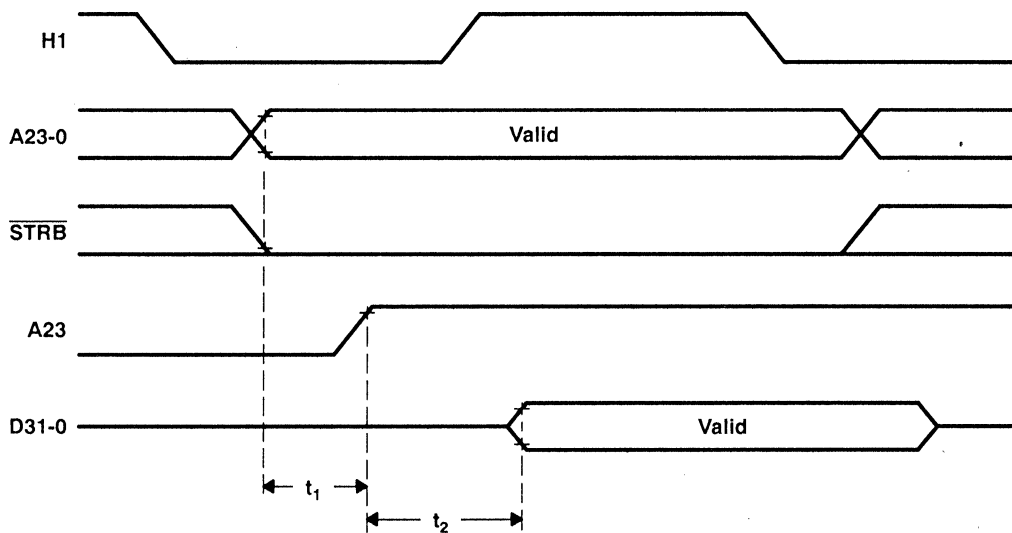 H1
A23-0
Valid
STRB
A23
D31-0
Valid
t1
t2